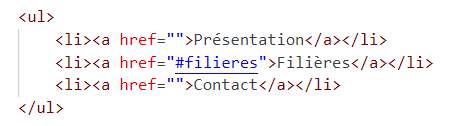 <ul>
<li><a href="">Présentation</a></li>
<li><a href="#filieres">Filières</a></li>
<li><a href="">Contact</a></li>
</ul>